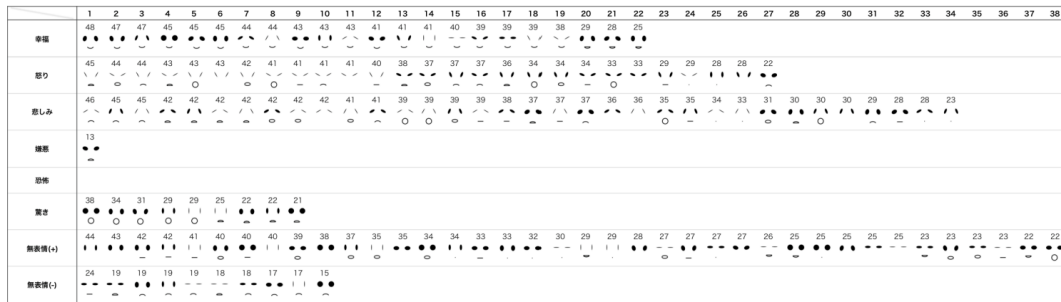 1 2 3 4 5 6 7 8 9 10 11 12 13 14 15 16 17 18 19 20 21 22 23 24 25 26 27 28 29 30 31 32 33 34 35 36 37 38
幸福 48 47 47 45 45 45 44 44 43 43 43 41 41 41 40 39 39 39 38 29 28 25
怒り 45 44 44 43 43 43 42 41 41 41 41 40 38 37 37 37 36 34 34 34 33 33 29 29 28 28 22
悲しみ 46 45 45 42 42 42 42 42 42 42 41 41 39 39 39 39 38 37 37 37 36 36 35 35 34 33 31 30 30 30 29 28 28 23
嫌悪 13
恐怖
驚き 38 34 31 29 29 25 22 22 21
無表情(+) 44 43 42 42 41 40 40 40 39 38 37 35 35 34 34 33 33 32 30 29 29 28 27 27 27 27 26 25 25 25 25 25 23 23 23 23 22 22
無表情(-) 24 19 19 19 19 18 18 17 17 15